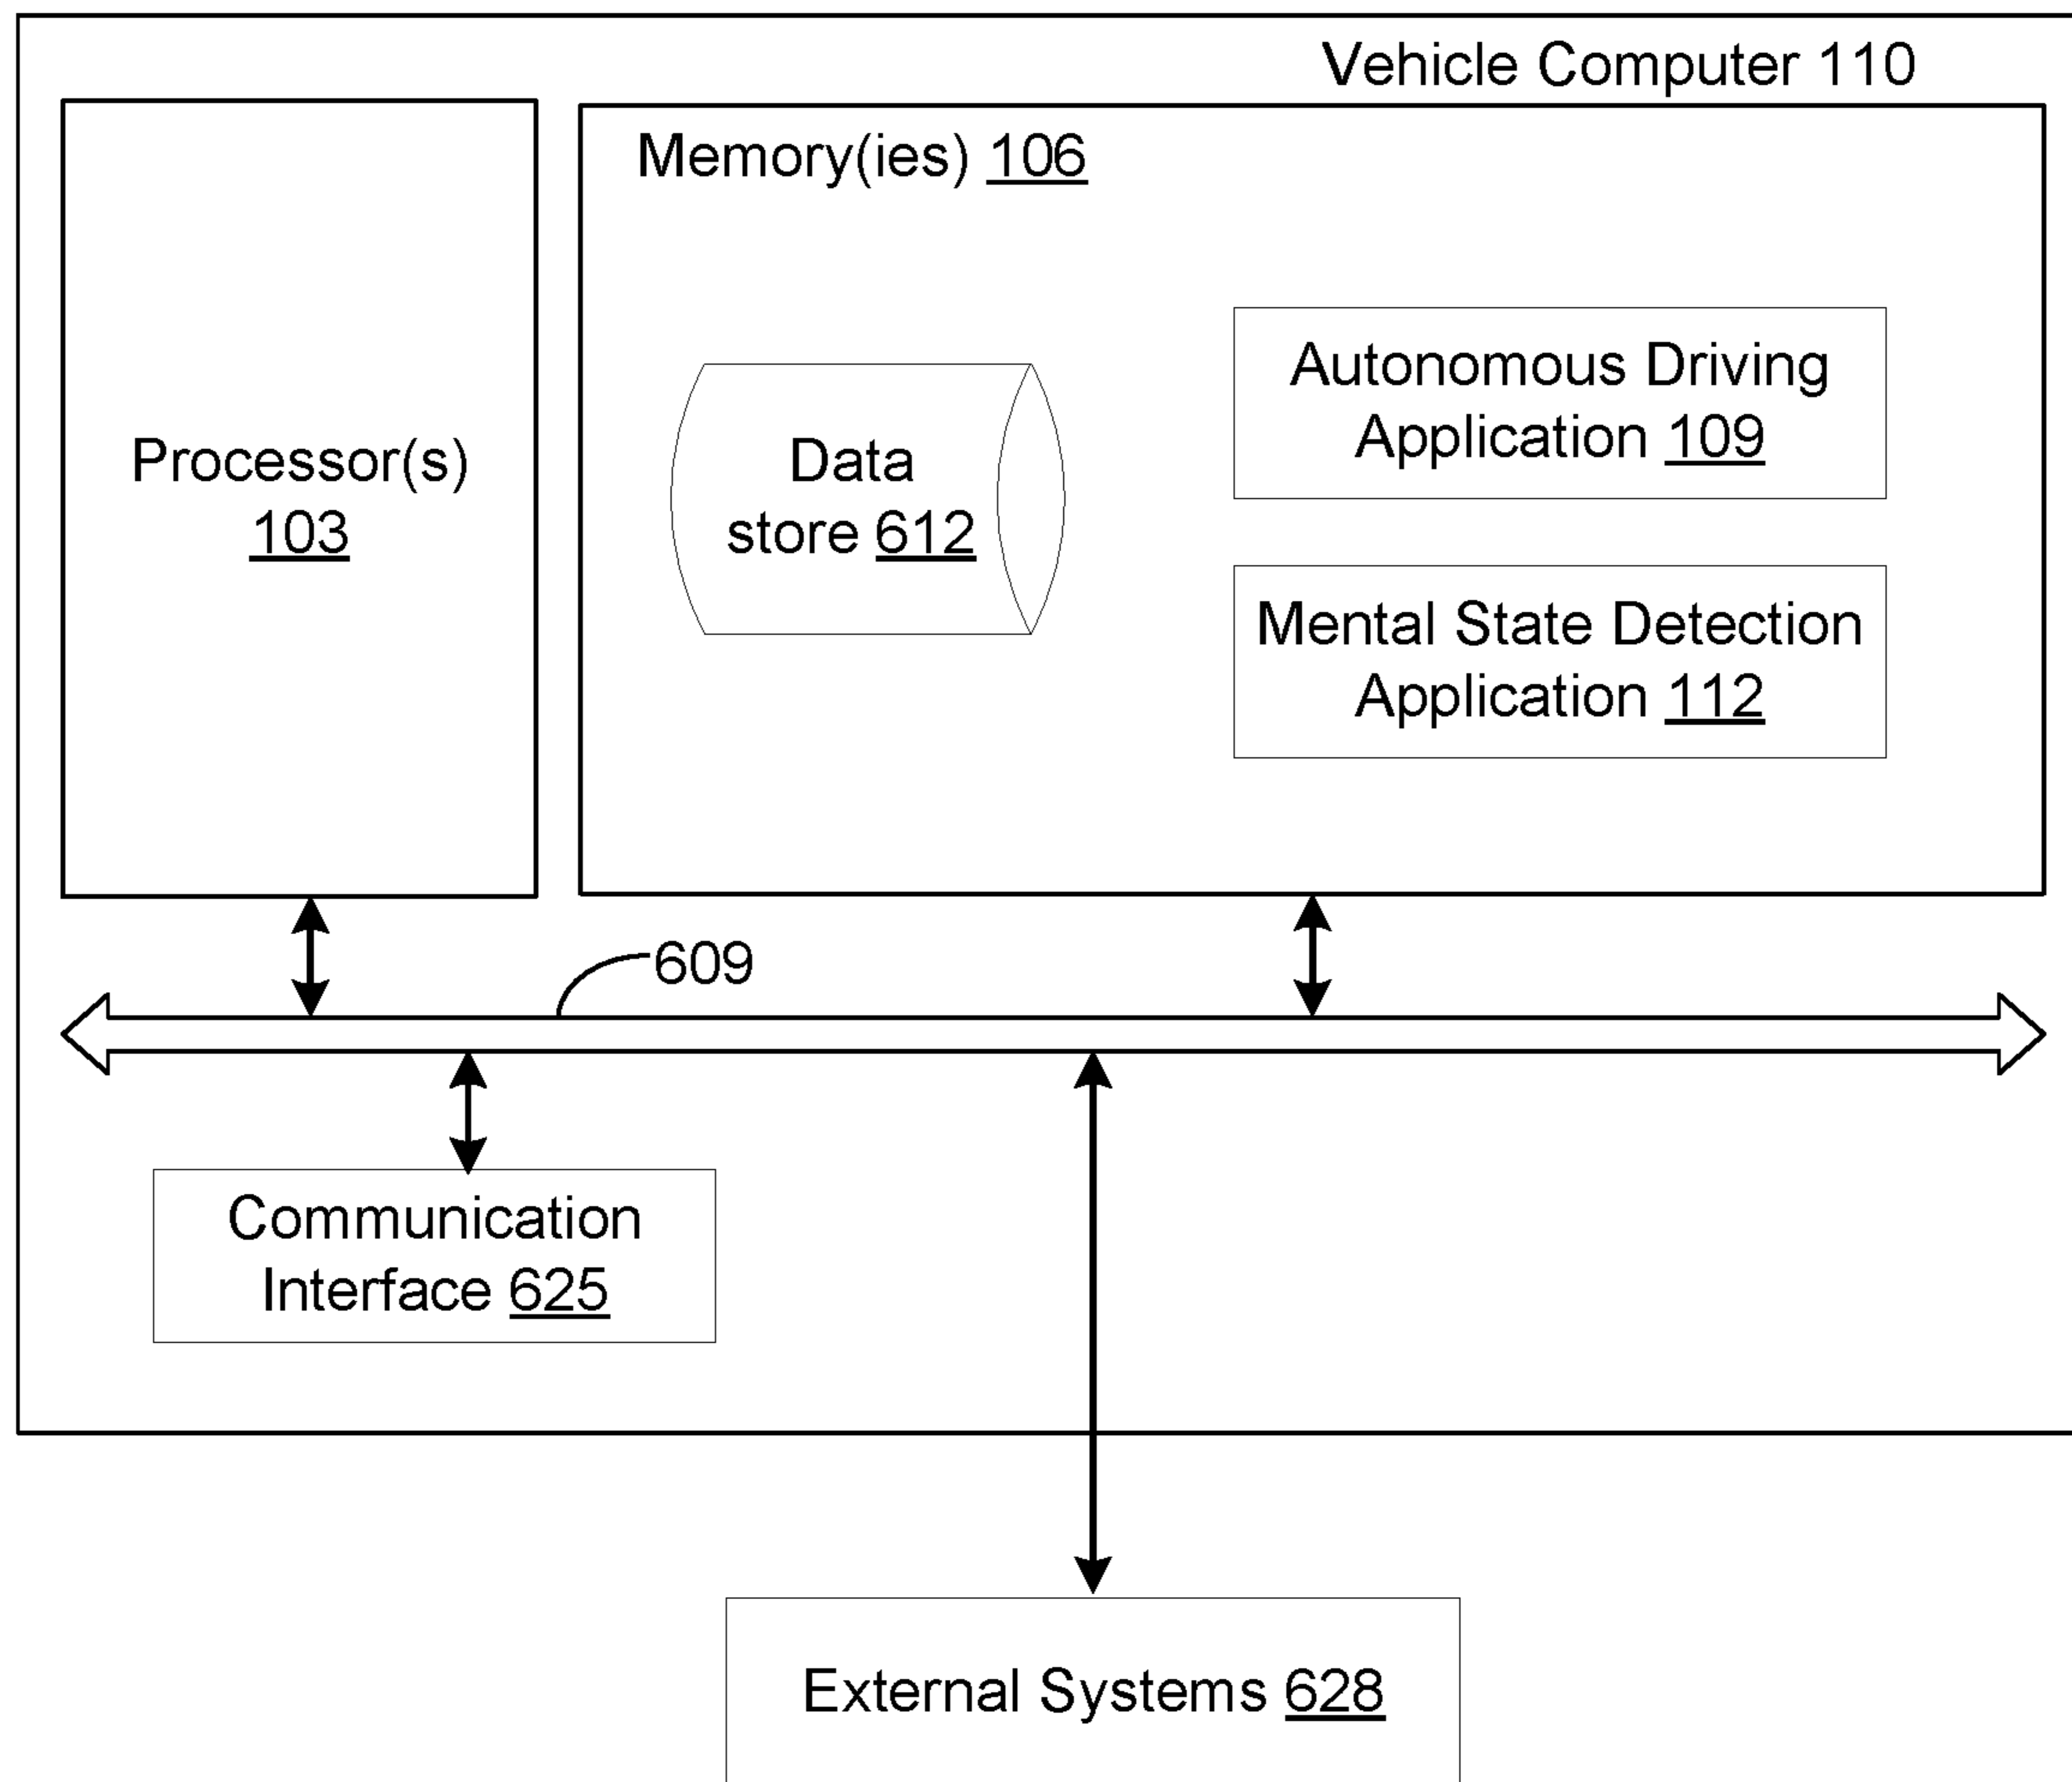 Vehicle Computer 110
Memory(ies) 106
Processor(s)
103
Data
store 612
Autonomous Driving
Application 109
Mental State Detection
Application 112
609
Communication
Interface 625
External Systems 628